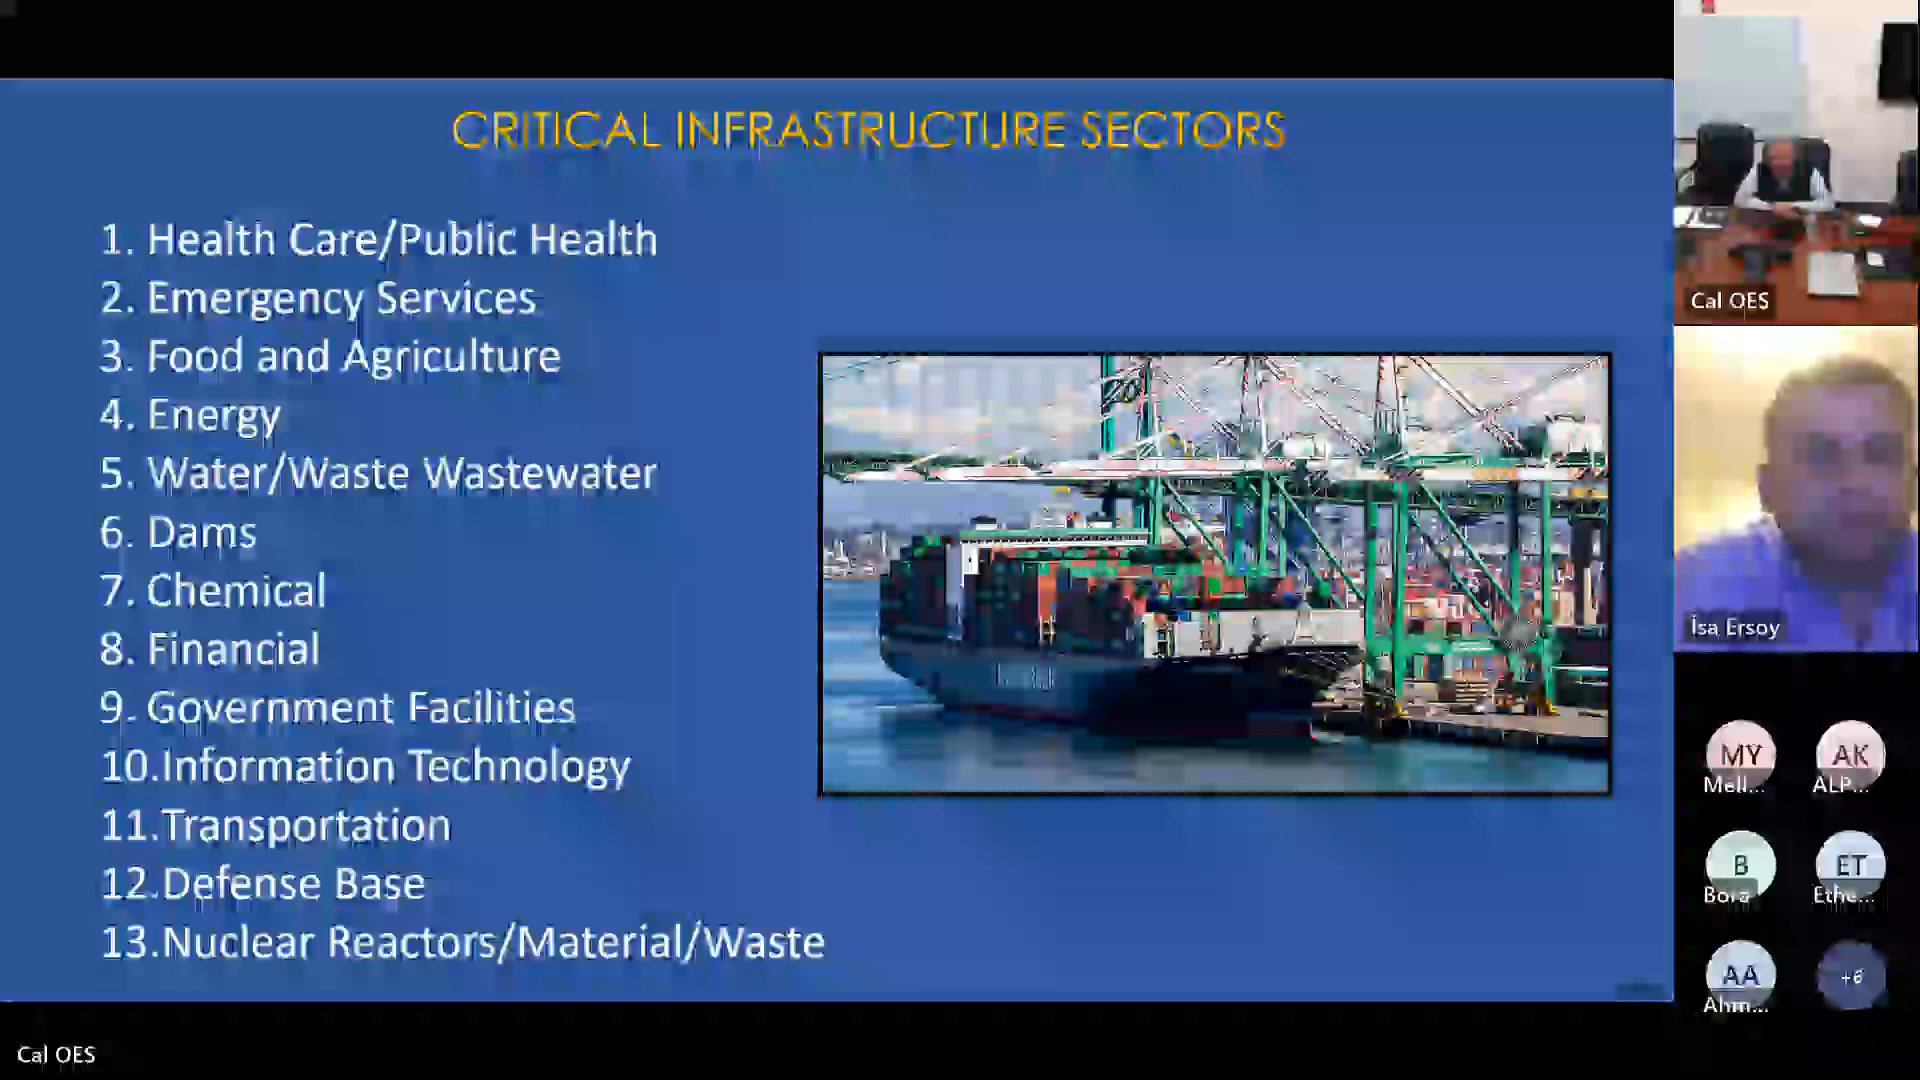 CRITICAL INFRASTRUCTURE SECTORS
1. Health Care/Public Health
2. Emergency Services
3. Food and Agriculture
4. Energy
5. Water/Waste Wastewater
6. Dams
7. Chemical
8. Financial
9. Government Facilities
10.Information Technology
11.Transportation
12.Defense Base
13.Nuclear Reactors/Material/Waste
Cal OES
Cal OES
İsa Ersoy
MY
Mell...
AK
ALP...
B
Bora
ET
Ethe...
AA
Ahm...
+6